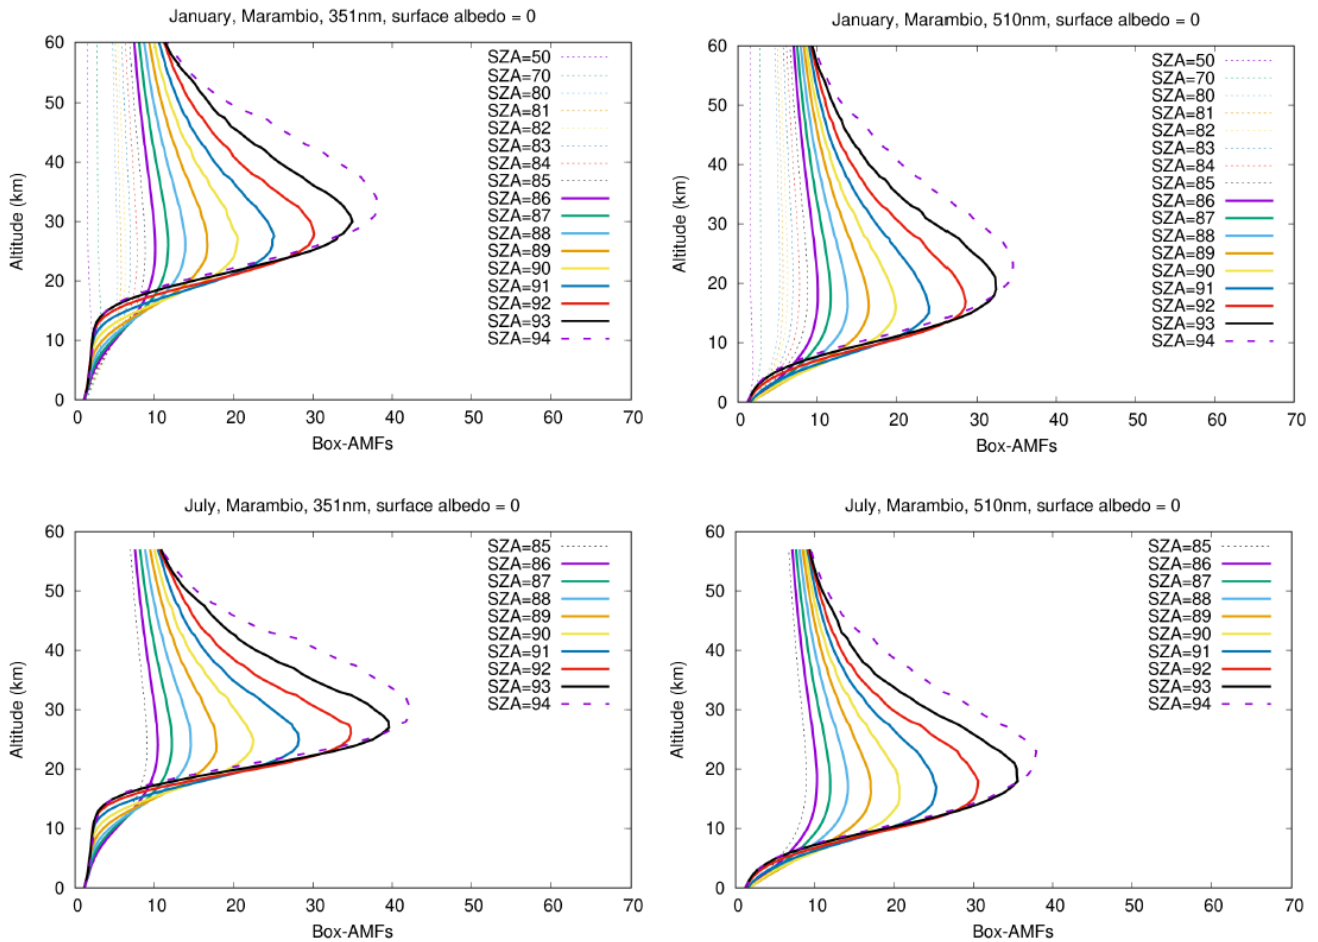 January, Marambio, 351nm, surface albedo = 0
60
50
40
30
20
10
0
Altitude (km)
SZA=50
SZA=70
SZA=80
SZA=81
SZA=82
SZA=83
SZA=84
SZA=85
SZA=86
SZA=87
SZA=88
SZA=89
SZA=90
SZA=91
SZA=92
SZA=93
SZA=94
0 10 20 30 40 50 60 70
Box-AMFs
January, Marambio, 510nm, surface albedo = 0
60
50
40
30
20
10
0
Altitude (km)
SZA=50
SZA=70
SZA=80
SZA=81
SZA=82
SZA=83
SZA=84
SZA=85
SZA=86
SZA=87
SZA=88
SZA=89
SZA=90
SZA=91
SZA=92
SZA=93
SZA=94
0 10 20 30 40 50 60 70
Box-AMFs
July, Marambio, 351nm, surface albedo = 0
60
50
40
30
20
10
0
Altitude (km)
SZA=85
SZA=86
SZA=87
SZA=88
SZA=89
SZA=90
SZA=91
SZA=92
SZA=93
SZA=94
0 10 20 30 40 50 60 70
Box-AMFs
July, Marambio, 510nm, surface albedo = 0
60
50
40
30
20
10
0
Altitude (km)
SZA=85
SZA=86
SZA=87
SZA=88
SZA=89
SZA=90
SZA=91
SZA=92
SZA=93
SZA=94
0 10 20 30 40 50 60 70
Box-AMFs